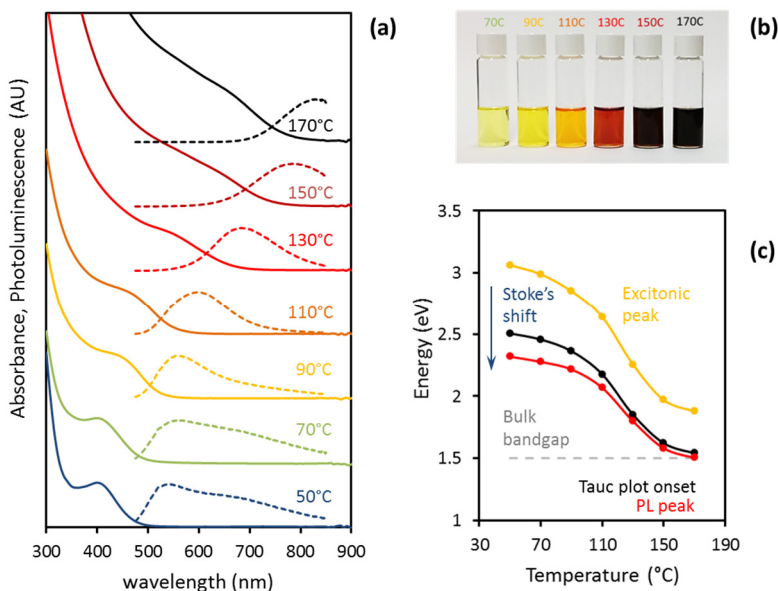 (a)
Absorbance, Photoluminescence (AU)
170°C
150°C
130°C
110°C
90°C
70°C
50°C
300 400 500 600 700 800 900
wavelength (nm)
70C 90C 110C 130C 150C 170C
(b)
(c)
3.5
3
2.5
2
1.5
1
Energy (eV)
Stoke's
shift
Excitonic
peak
Bulk
bandgap
Tauc plot onset
PL peak
30 70 110 150 190
Temperature (°C)